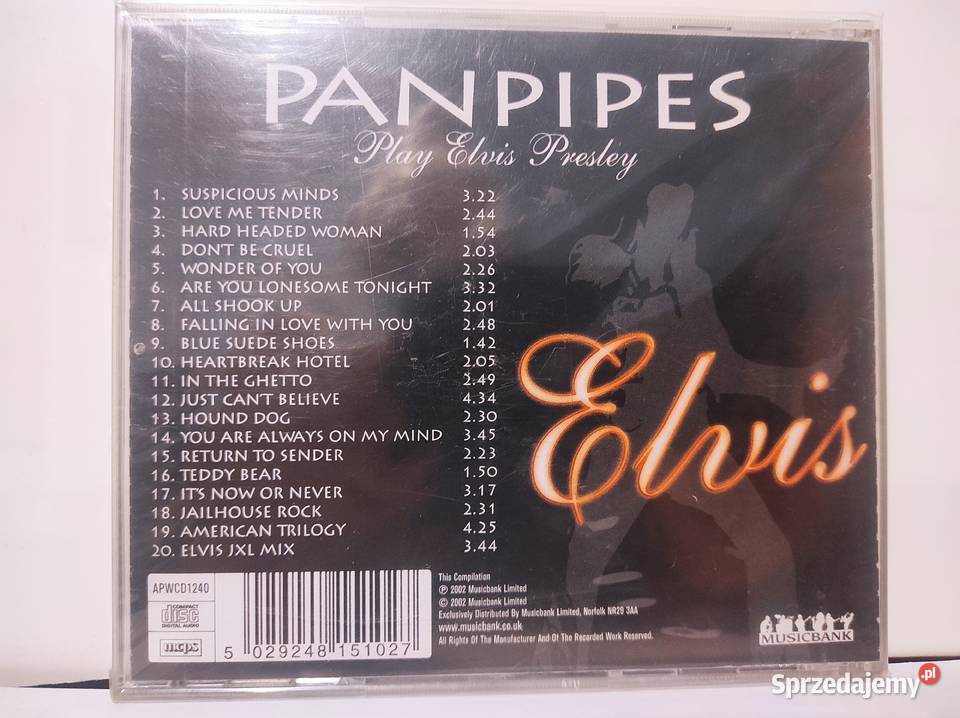 PANPIPES
Play Elvis Presley
1. SUSPICIOUS MINDS 3.22
2. LOVE ME TENDER 2.44
3. HARD HEADED WOMAN 1.54
4. DON'T BE CRUEL 2.03
5. WONDER OF YOU 2.26
6. ARE YOU LONESOME TONIGHT 3.32
7. ALL SHOOK UP 2.01
8. FALLING IN LOVE WITH YOU 2.48
9. BLUE SUEDE SHOES 1.42
10. HEARTBREAK HOTEL 2.05
11. IN THE GHETTO 2.49
12. JUST CAN'T BELIEVE 4.34
13. HOUND DOG 2.30
14. YOU ARE ALWAYS ON MY MIND 3.45
15. RETURN TO SENDER 2.23
16. TEDDY BEAR 1.50
17. IT'S NOW OR NEVER 3.17
18. JAILHOUSE ROCK 2.31
19. AMERICAN TRILOGY 4.25
20. ELVIS JXL MIX 3.44
Elvis
APWCD1240
COMPACT
disc
DIGITAL AUDIO
mcps
5 029248 151027
This Compilation
℗ 2002 Musicbank Limited
© 2002 Musicbank Limited
Exclusively Distributed By Musicbank Limited, Norfolk NR29 3AA
www.musicbank.co.uk
All Rights Of The Manufacturer And Of The Recorded Work Reserved.
MUSICBANK
Sprzedajemy.pl